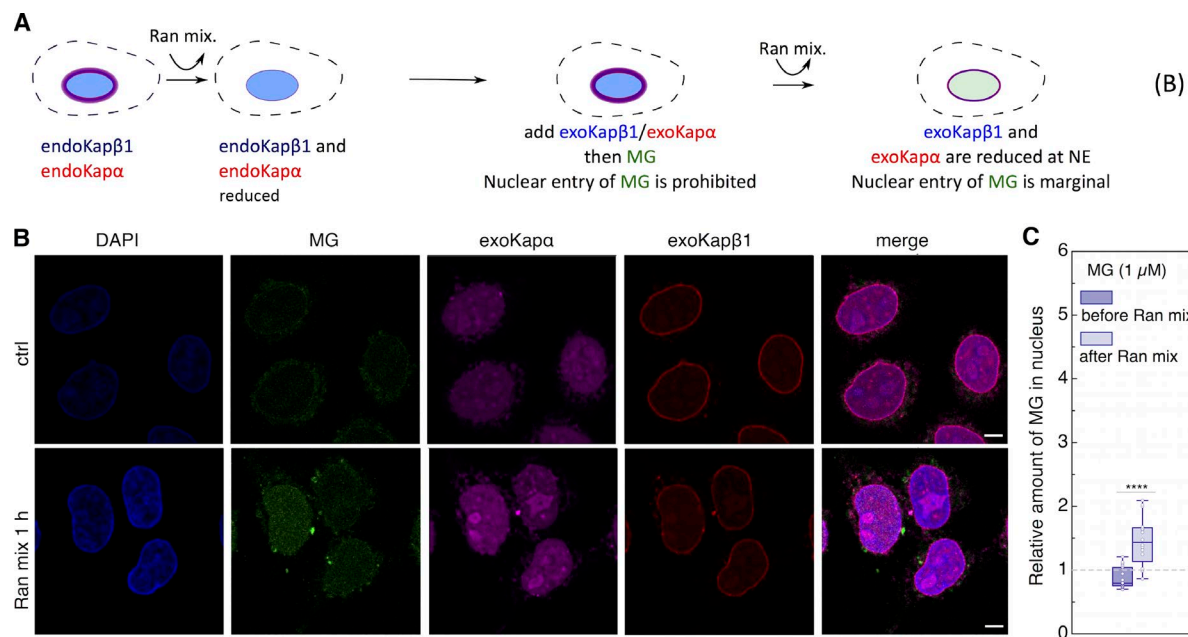 A
Ran mix.
Ran mix.
(B)
endoKapβ1
endoKapα
endoKapβ1 and
endoKapα
reduced
add exoKapβ1/exoKapα
then MG
Nuclear entry of MG is prohibited
exoKapβ1 and
exoKapα are reduced at NE
Nuclear entry of MG is marginal
B
DAPI
MG
exoKapα
exoKapβ1
merge
ctrl
Ran mix 1 h
C
Relative amount of MG in nucleus
6
5
4
3
2
1
0
MG (1 µM)
before Ran mix
after Ran mix
****